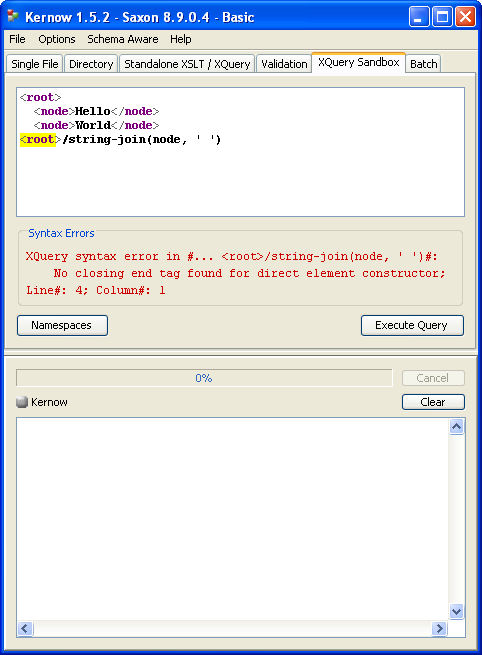 Kernow 1.5.2 - Saxon 8.9.0.4 - Basic
File Options Schema Aware Help
Single File Directory Standalone XSLT / XQuery Validation XQuery Sandbox Batch
<root>
<node>Hello</node>
<node>World</node>
<root>/string-join(node, ' ')
Syntax Errors
XQuery syntax error in #... <root>/string-join(node, ' ')#:
No closing end tag found for direct element constructor;
Line#: 4; Column#: 1
Namespaces Execute Query
0% Cancel
Kernow Clear